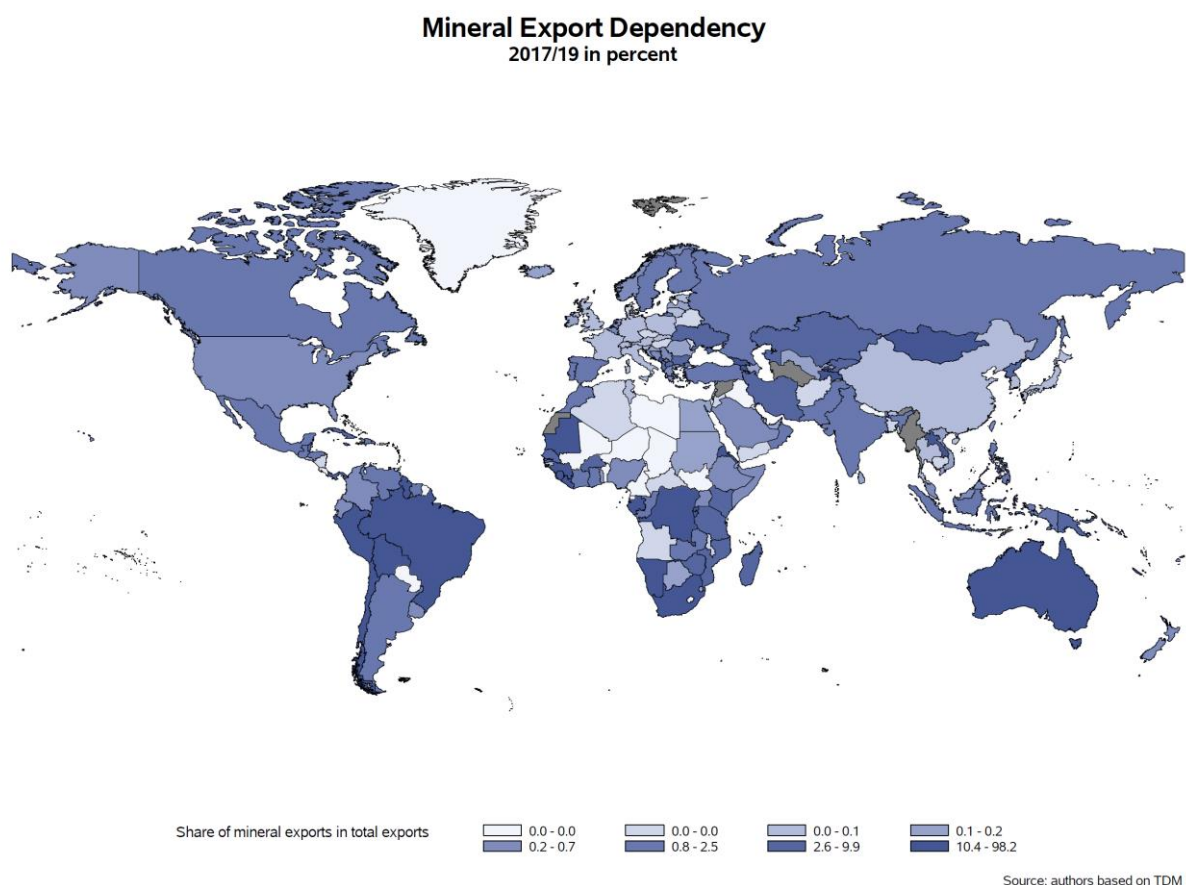 Mineral Export Dependency
2017/19 in percent
Share of mineral exports in total exports
0.0 - 0.0
0.0 - 0.0
0.0 - 0.1
0.1 - 0.2
0.2 - 0.7
0.8 - 2.5
2.6 - 9.9
10.4 - 98.2
Source: authors based on TDM